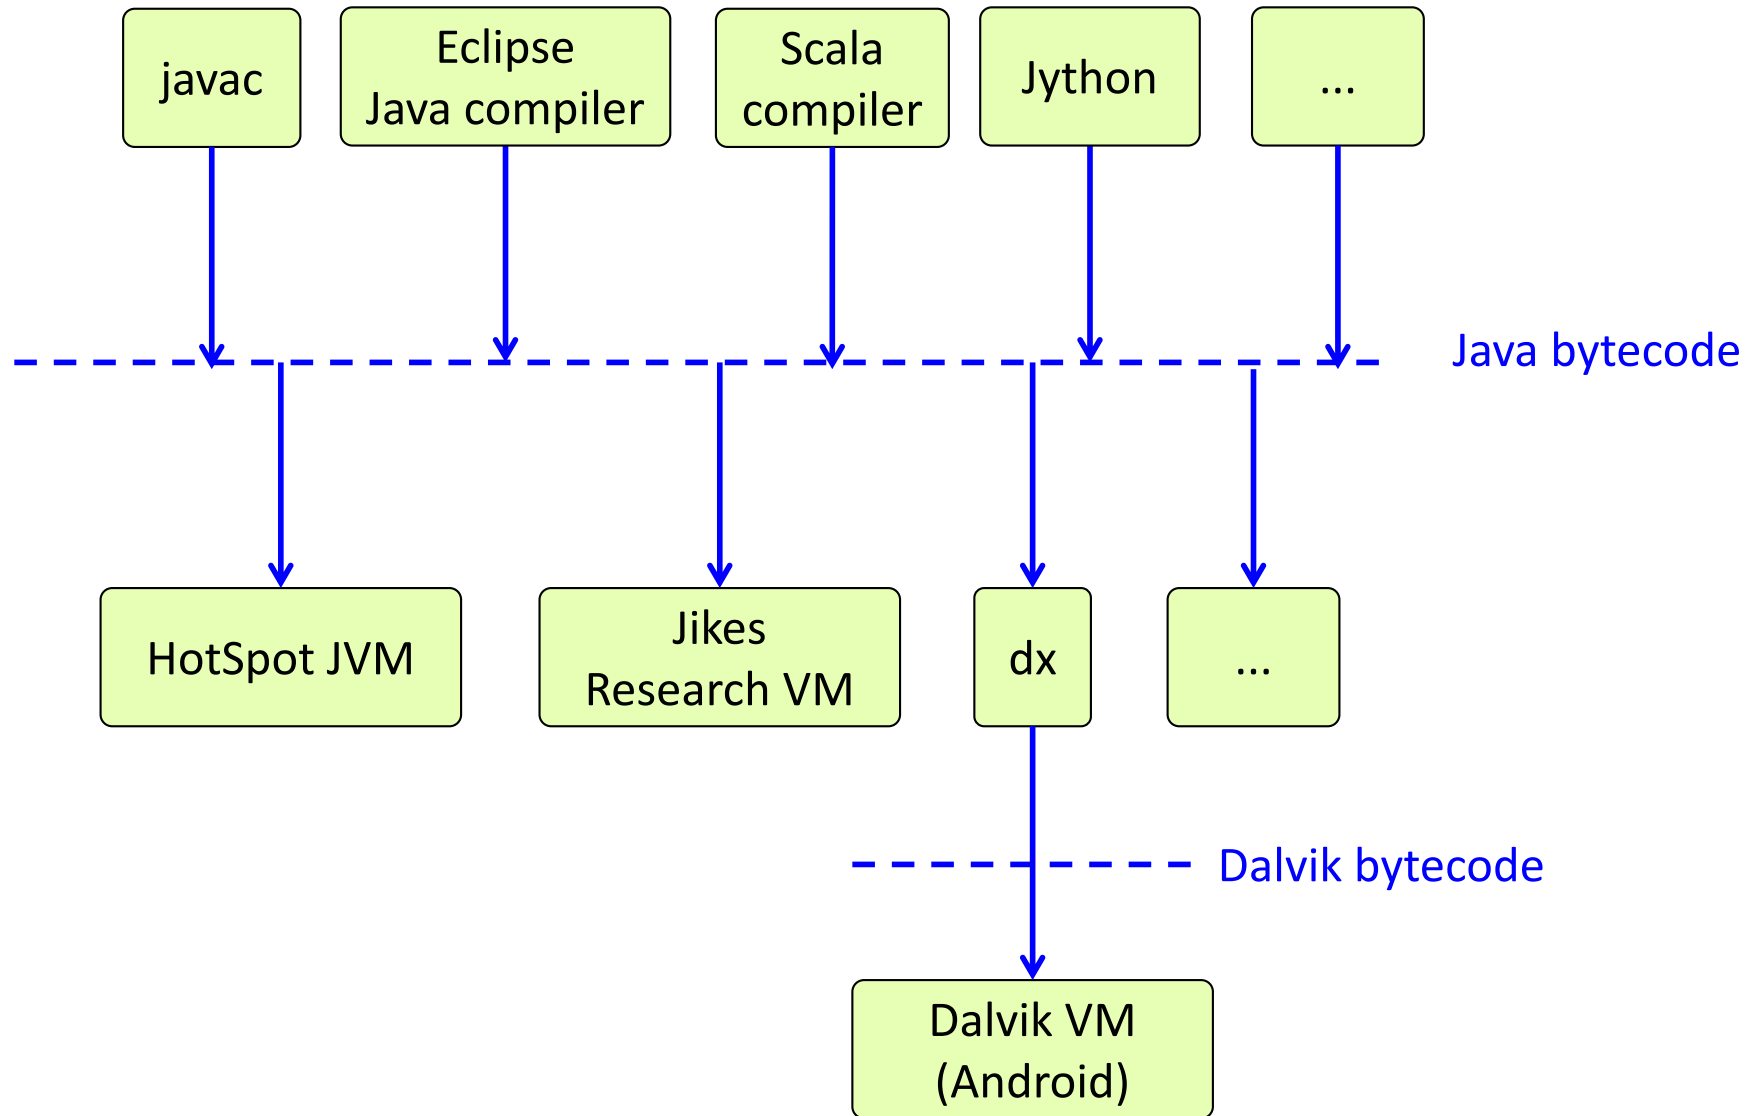 javac
Eclipse
Java compiler
Scala
compiler
Jython
...
Java bytecode
HotSpot JVM
Jikes
Research VM
dx
...
Dalvik bytecode
Dalvik VM
(Android)